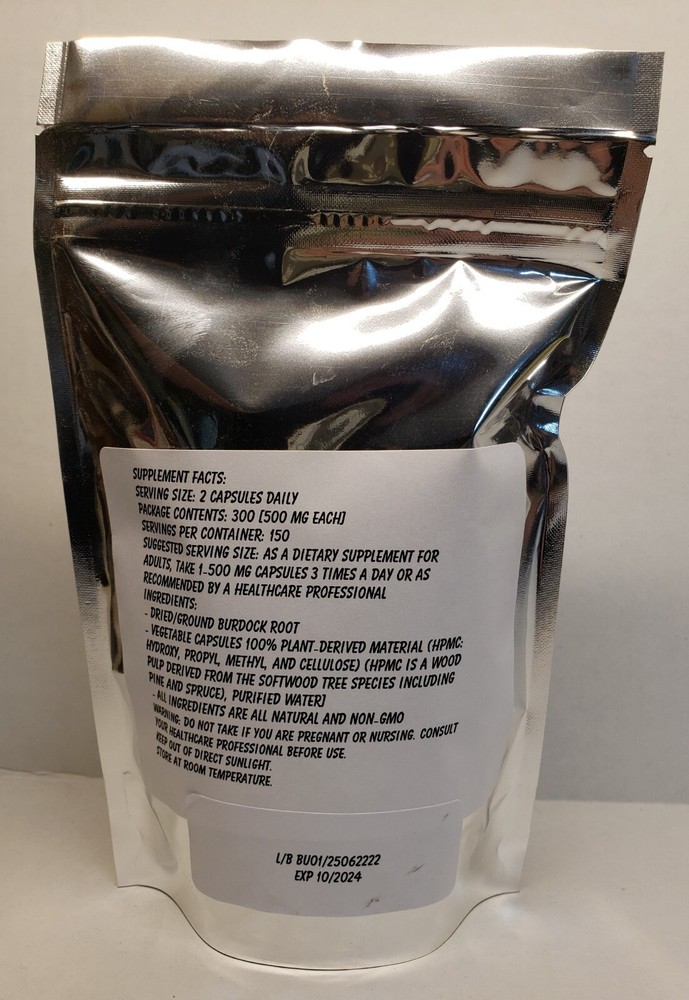 SUPPLEMENT FACTS:
SERVING SIZE: 2 CAPSULES DAILY
PACKAGE CONTENTS: 300 [500 MG EACH]
SERVINGS PER CONTAINER: 150
SUGGESTED SERVING SIZE: AS A DIETARY SUPPLEMENT FOR
ADULTS, TAKE 1-500 MG CAPSULES 3 TIMES A DAY OR AS
RECOMMENDED BY A HEALTHCARE PROFESSIONAL
INGREDIENTS:
- DRIED/GROUND BURDOCK ROOT
- VEGETABLE CAPSULES 100% PLANT-DERIVED MATERIAL (HPMC:
HYDROXY, PROPYL, METHYL, AND CELLULOSE) (HPMC IS A WOOD
PULP DERIVED FROM THE SOFTWOOD TREE SPECIES INCLUDING
PINE AND SPRUCE), PURIFIED WATER]
- ALL INGREDIENTS ARE ALL NATURAL AND NON-GMO
WARNING: DO NOT TAKE IF YOU ARE PREGNANT OR NURSING. CONSULT
YOUR HEALTHCARE PROFESSIONAL BEFORE USE.
KEEP OUT OF DIRECT SUNLIGHT.
STORE AT ROOM TEMPERATURE.
L/B BU01/25062222
EXP 10/2024